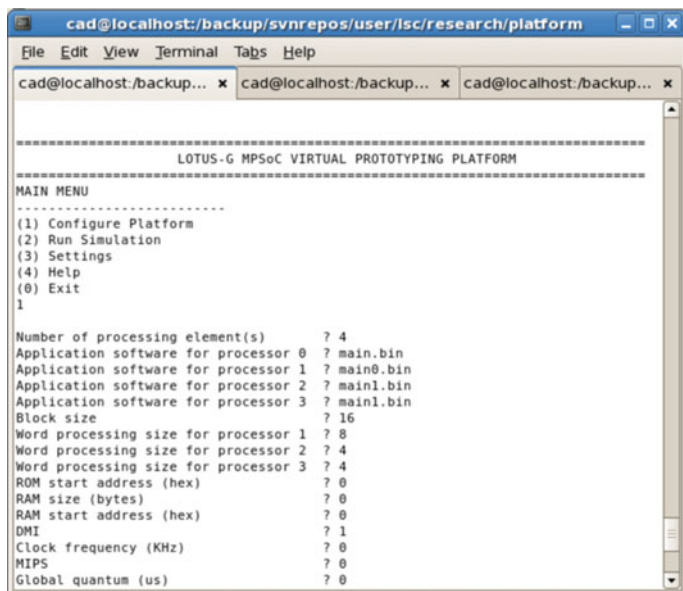 cad@localhost:/backup/svnrepos/user/lsc/research/platform
File Edit View Terminal Tabs Help
cad@localhost:/backup... x cad@localhost:/backup... x cad@localhost:/backup... x
===============================================================================
LOTUS-G MPSoC VIRTUAL PROTOTYPING PLATFORM
===============================================================================
MAIN MENU
--------------------------
(1) Configure Platform
(2) Run Simulation
(3) Settings
(4) Help
(0) Exit
1
Number of processing element(s) ? 4
Application software for processor 0 ? main.bin
Application software for processor 1 ? main0.bin
Application software for processor 2 ? main1.bin
Application software for processor 3 ? main1.bin
Block size ? 16
Word processing size for processor 1 ? 8
Word processing size for processor 2 ? 4
Word processing size for processor 3 ? 4
ROM start address (hex) ? 0
RAM size (bytes) ? 0
RAM start address (hex) ? 0
DMI ? 1
Clock frequency (KHz) ? 0
MIPS ? 0
Global quantum (us) ? 0